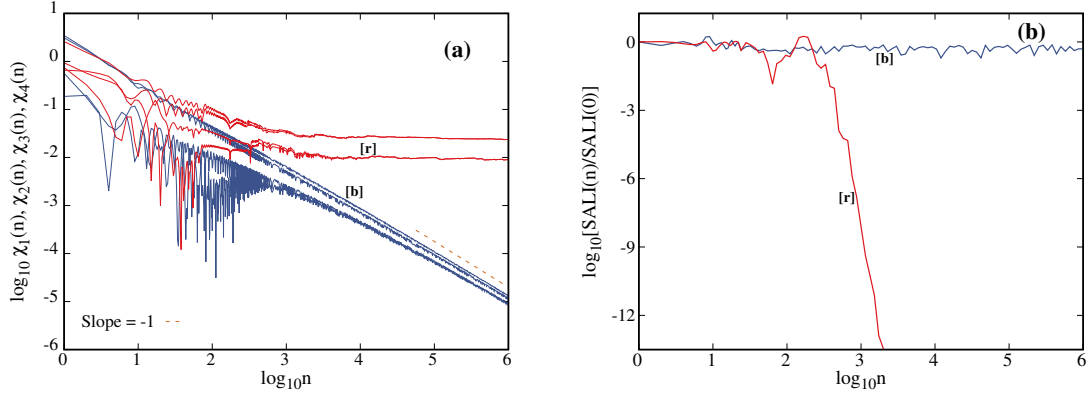 1
0
-1
-2
-3
-4
-5
-6
0
1
2
3
4
5
6
log₁₀n
log₁₀ χ₁(n), χ₂(n), χ₃(n), χ₄(n)
(a)
[r]
[b]
Slope = -1
0
-3
-6
-9
-12
0
1
2
3
4
5
6
log₁₀n
log₁₀[SALI(n)/SALI(0)]
(b)
[b]
[r]